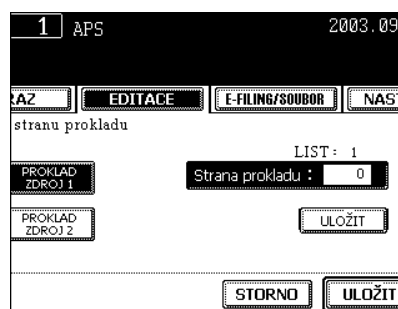 1 APS 2003.09
RAZ EDITACE E-FILING/SOUBOR NAS
stranu prokladu
LIST: 1
PROKLAD ZDROJ 1 Strana prokladu : 0
PROKLAD ZDROJ 2 ULOŽIT
STORNO ULOŽIT